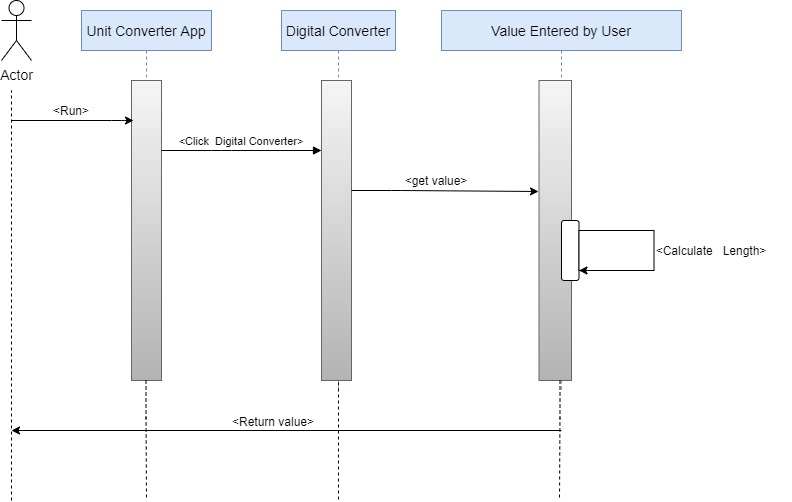 Unit Converter App
Digital Converter
Value Entered by User
Actor
<Run>
<Click Digital Converter>
<get value>
<Calculate Length>
<Return value>